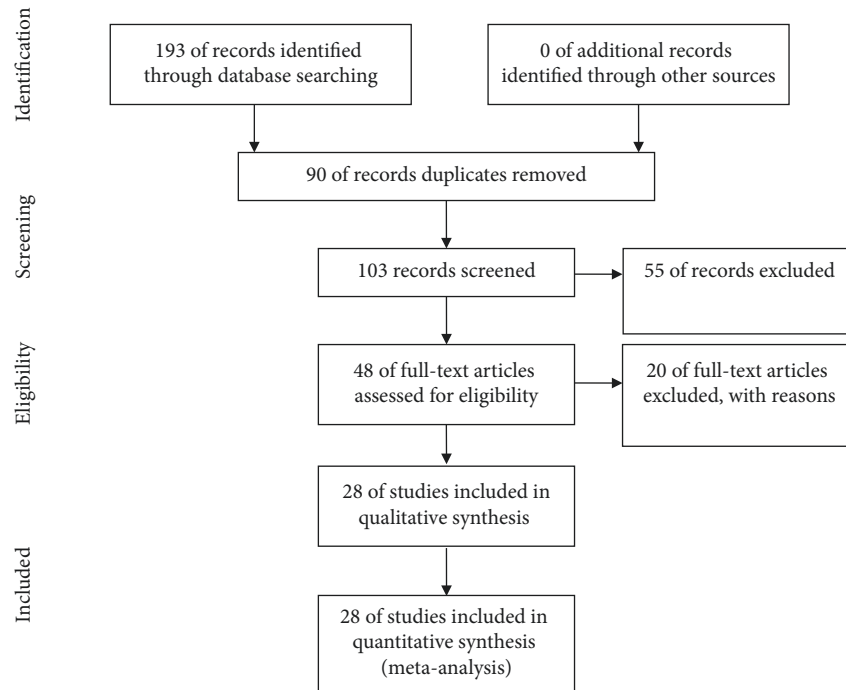 Identification
193 of records identified
through database searching
0 of additional records
identified through other sources
90 of records duplicates removed
Screening
103 records screened
55 of records excluded
Eligibility
48 of full-text articles
assessed for eligibility
20 of full-text articles
excluded, with reasons
28 of studies included in
qualitative synthesis
Included
28 of studies included in
quantitative synthesis
(meta-analysis)